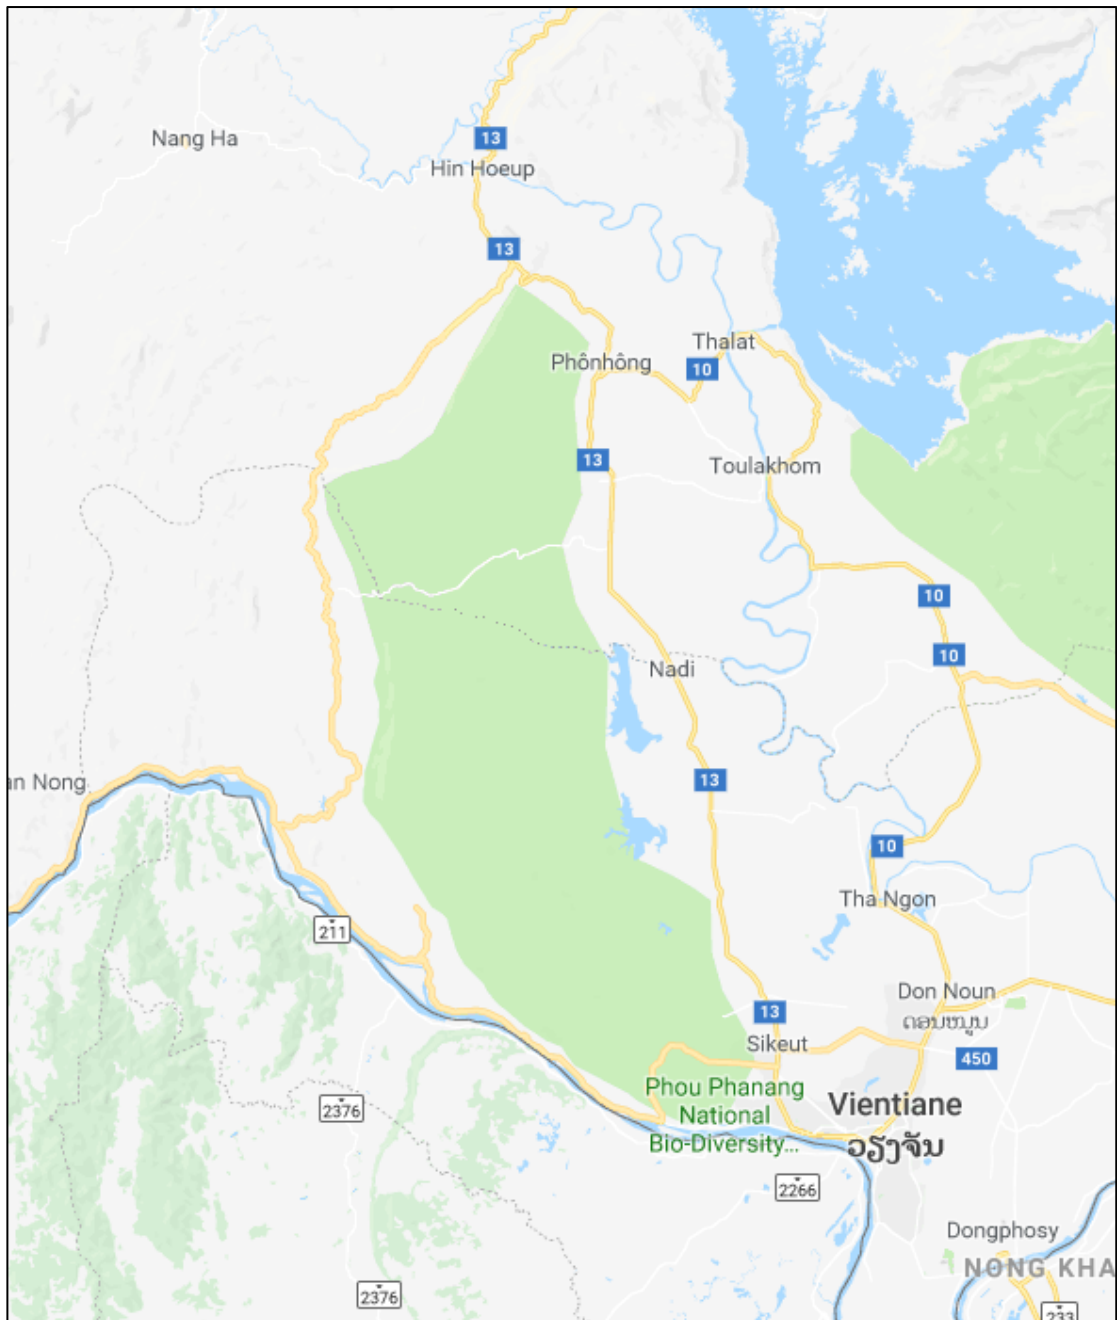 13
Nang Ha
Hin Hoeup
13
Thalat
Phônhông
10
13
Toulakhom
10
10
Nadi
13
an Nong
10
Tha Ngon
211
Don Noun
ດອນໜູນ
13
Sikeut
450
Phou Phanang
National
Bio-Diversity...
Vientiane
ວຽງຈັນ
2376
2266
Dongphosy
NONG KHA
2376
233